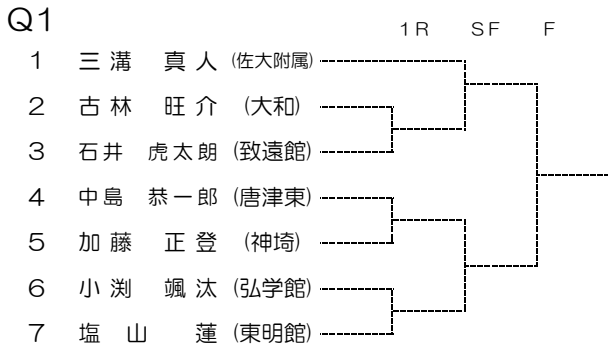 Q1
1R SF F
1 三溝 真人 (佐大附属)
2 古林 旺介 (大和)
3 石井 虎太朗 (致遠館)
4 中島 恭一郎 (唐津東)
5 加藤 正登 (神埼)
6 小渕 颯汰 (弘学館)
7 塩山 蓮 (東明館)